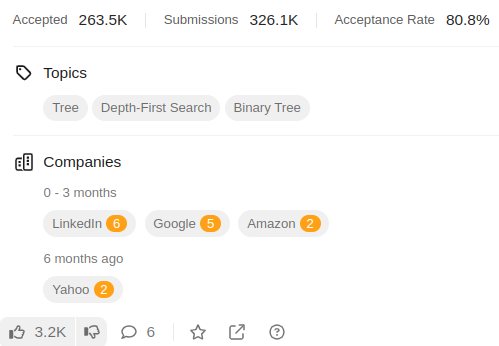 Accepted 263.5K Submissions 326.1K Acceptance Rate 80.8%
Topics
Tree Depth-First Search Binary Tree
Companies
0 - 3 months
LinkedIn 6 Google 5 Amazon 2
6 months ago
Yahoo 2
3.2K 6